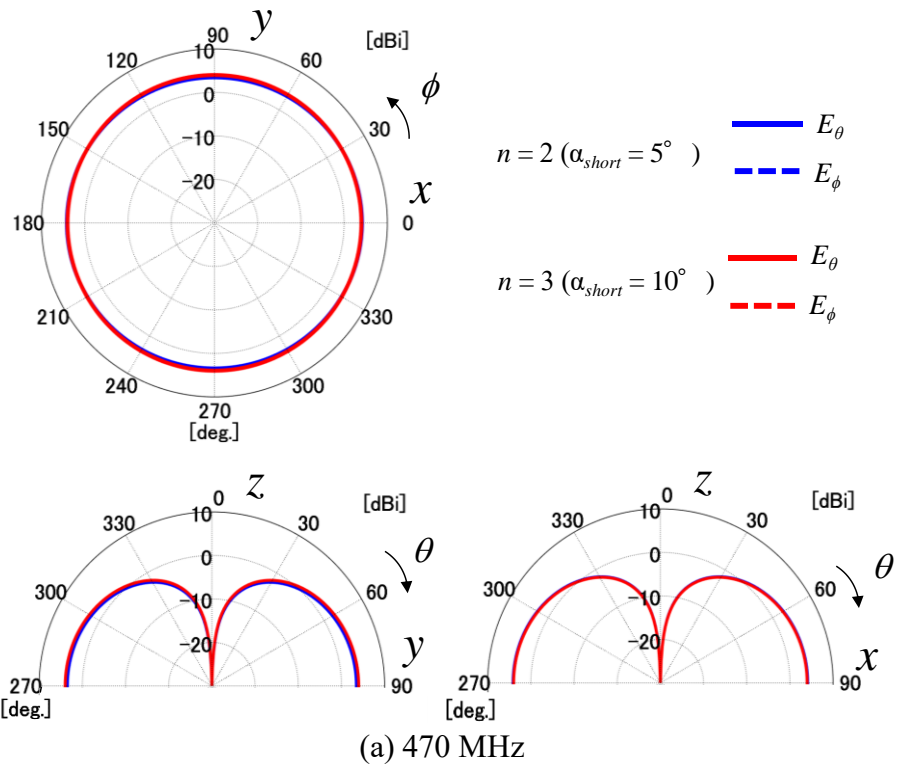 y
90
[dBi]
10
120
60
0
ϕ
150
30
-10
-20
x
180
0
210
330
240
300
270
[deg.]
n = 2 (α_short = 5°)
E_θ
E_ϕ
n = 3 (α_short = 10°)
E_θ
E_ϕ
z
0
[dBi]
10
330
30
θ
0
300
60
-10
-20
y
270
90
[deg.]
z
0
[dBi]
10
330
30
θ
0
300
60
-10
-20
x
270
90
[deg.]
(a) 470 MHz